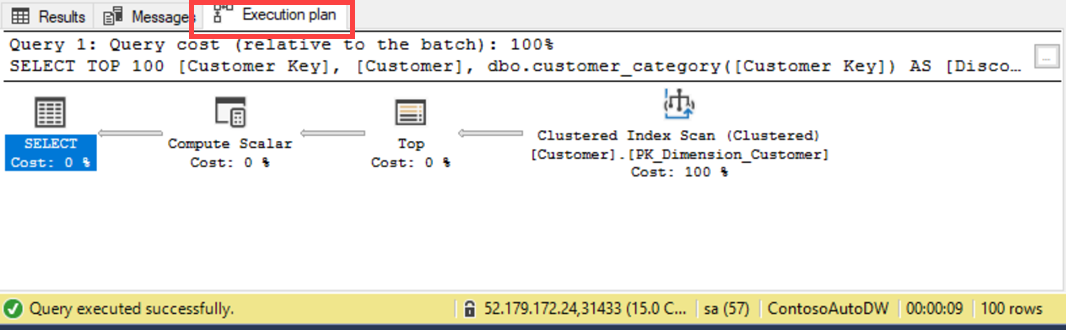 Results Messages Execution plan
Query 1: Query cost (relative to the batch): 100%
SELECT TOP 100 [Customer Key], [Customer], dbo.customer_category([Customer Key]) AS [Disco…
...
SELECT
Cost: 0 %
Compute Scalar
Cost: 0 %
Top
Cost: 0 %
Clustered Index Scan (Clustered)
[Customer].[PK_Dimension_Customer]
Cost: 100 %
Query executed successfully. 52.179.172.24,31433 (15.0 C... sa (57) ContosoAutoDW 00:00:09 100 rows